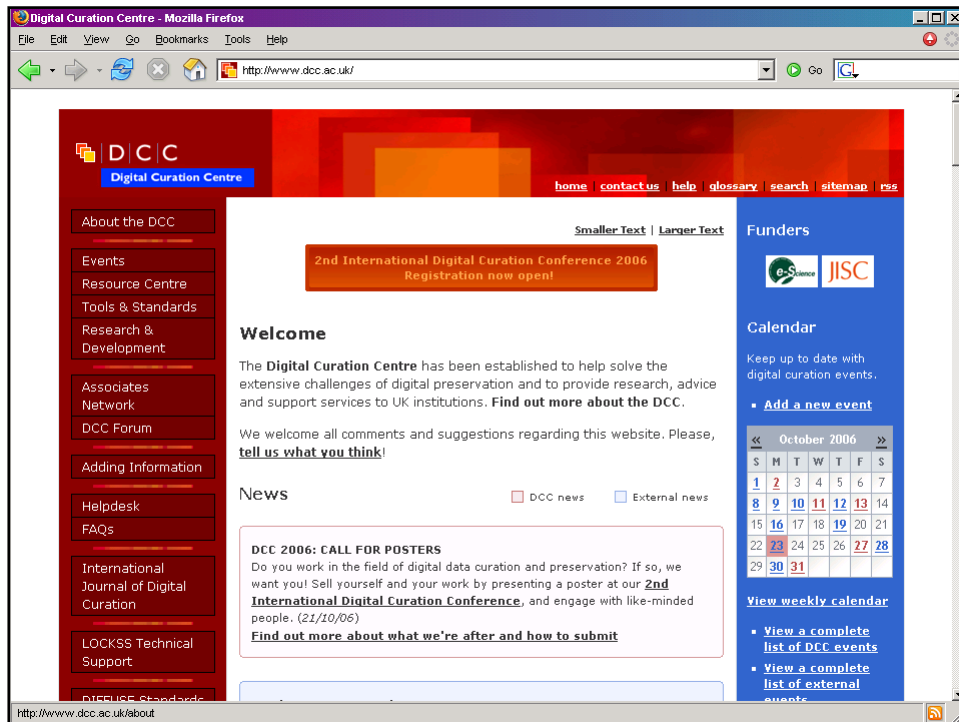 Digital Curation Centre - Mozilla Firefox
File Edit View Go Bookmarks Tools Help
http://www.dcc.ac.uk/
Go
G
D|C|C
Digital Curation Centre
home | contact us | help | glossary | search | sitemap | rss
About the DCC
Events
Resource Centre
Tools & Standards
Research &
Development
Associates
Network
DCC Forum
Adding Information
Helpdesk
FAQs
International
Journal of Digital
Curation
LOCKSS Technical
Support
DIFFUSE Standards
Smaller Text | Larger Text
2nd International Digital Curation Conference 2006
Registration now open!
Welcome
The Digital Curation Centre has been established to help solve the
extensive challenges of digital preservation and to provide research, advice
and support services to UK institutions. Find out more about the DCC.
We welcome all comments and suggestions regarding this website. Please,
tell us what you think!
News
DCC news
External news
DCC 2006: CALL FOR POSTERS
Do you work in the field of digital data curation and preservation? If so, we
want you! Sell yourself and your work by presenting a poster at our 2nd
International Digital Curation Conference, and engage with like-minded
people. (21/10/06)
Find out more about what we're after and how to submit
Funders
e-Science
JISC
Calendar
Keep up to date with
digital curation events.
Add a new event
« October 2006 »
S M T W T F S
1 2 3 4 5 6 7
8 9 10 11 12 13 14
15 16 17 18 19 20 21
22 23 24 25 26 27 28
29 30 31
View weekly calendar
View a complete
list of DCC events
View a complete
list of external
events
http://www.dcc.ac.uk/about